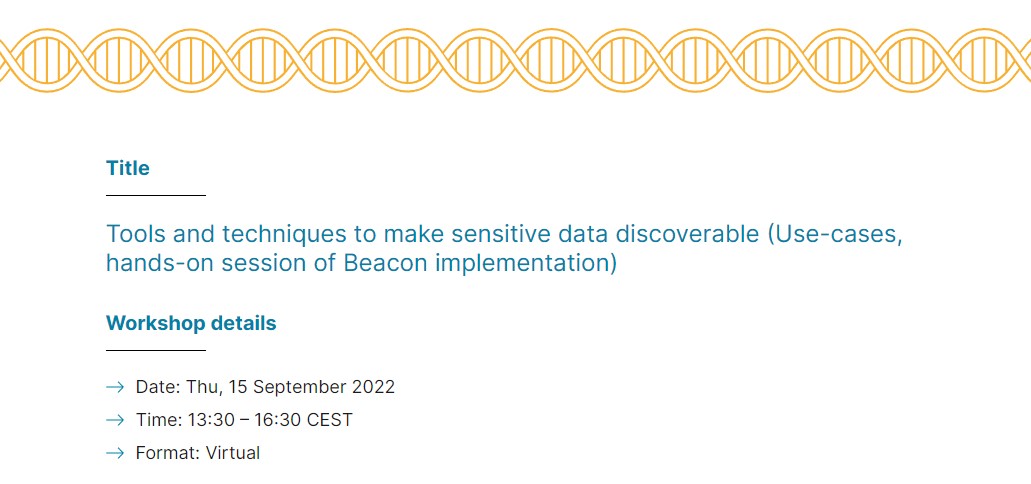 Title
Tools and techniques to make sensitive data discoverable (Use-cases,
hands-on session of Beacon implementation)
Workshop details
→ Date: Thu, 15 September 2022
→ Time: 13:30 – 16:30 CEST
→ Format: Virtual